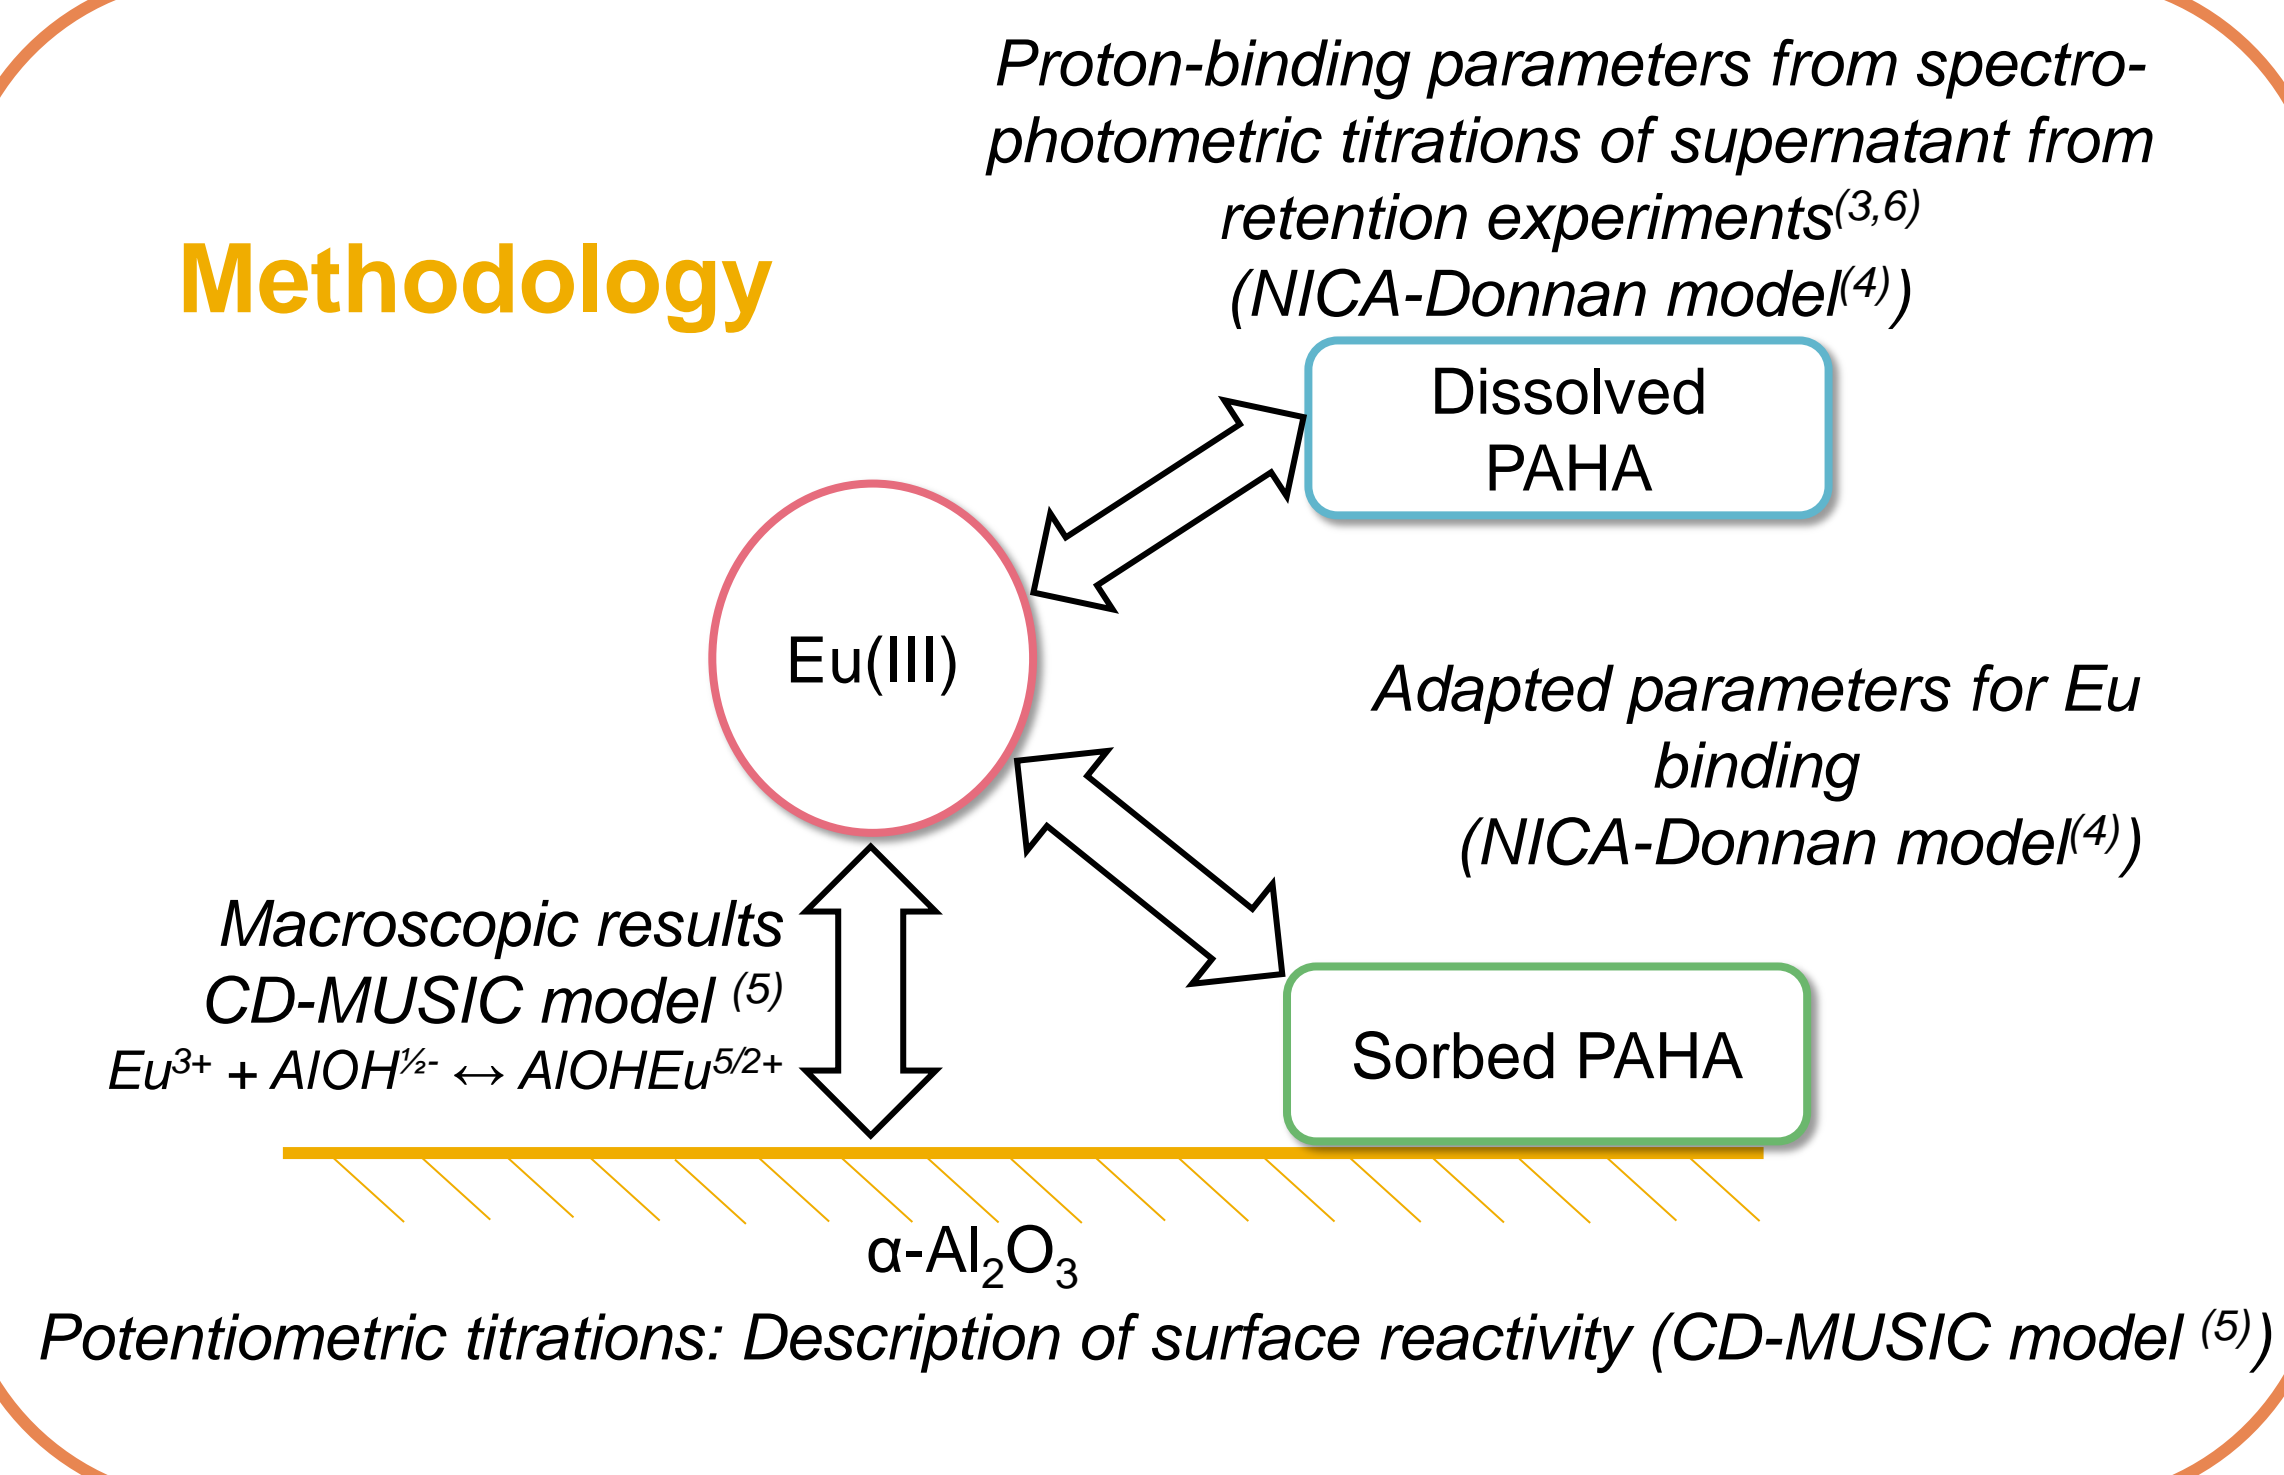 Proton-binding parameters from spectro-
photometric titrations of supernatant from
retention experiments(3,6)
(NICA-Donnan model(4))
Methodology
Dissolved
PAHA
Eu(III)
Adapted parameters for Eu
binding
(NICA-Donnan model(4))
Macroscopic results
CD-MUSIC model (5)
Eu3+ + AlOH½- ↔ AlOHEu5/2+
Sorbed PAHA
α-Al2O3
Potentiometric titrations: Description of surface reactivity (CD-MUSIC model (5))